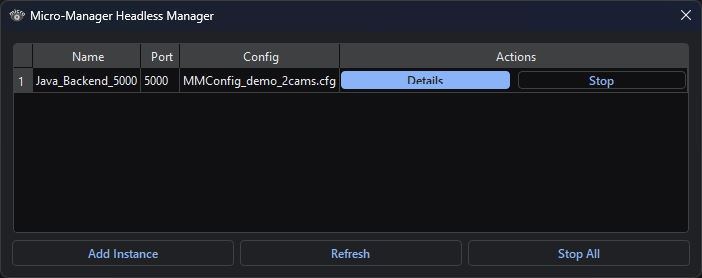 Micro-Manager Headless Manager
Name Port Config Actions
1 Java_Backend_5000 5000 MMConfig_demo_2cams.cfg Details Stop
Add Instance Refresh Stop All